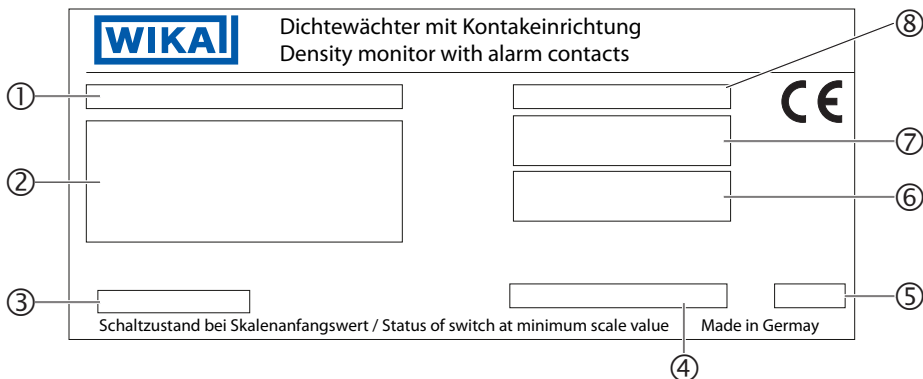 WIKA
Dichtewächter mit Kontakeinrichtung
Density monitor with alarm contacts
⑧
CE
①
⑦
②
⑥
③
⑤
Schaltzustand bei Skalenanfangswert / Status of switch at minimum scale value Made in Germay
④